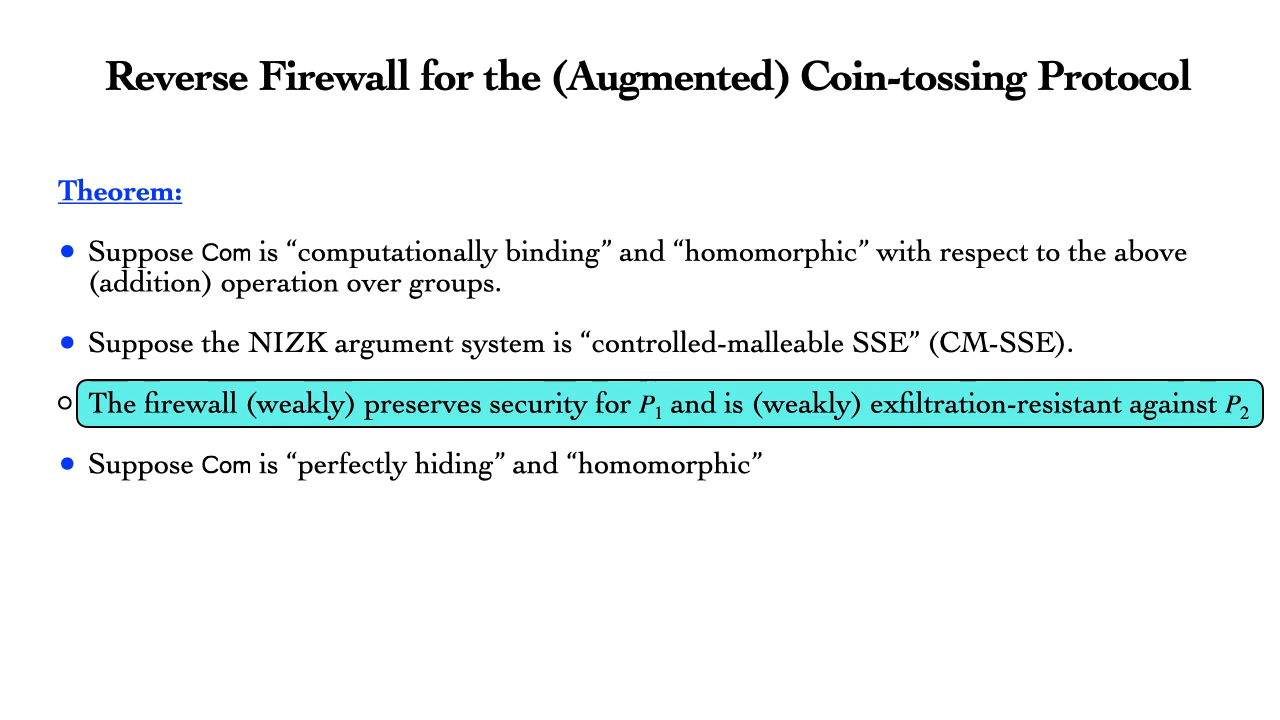 Reverse Firewall for the (Augmented) Coin-tossing Protocol
Theorem:
• Suppose Com is “computationally binding” and “homomorphic” with respect to the above
(addition) operation over groups.
• Suppose the NIZK argument system is “controlled-malleable SSE” (CM-SSE).
○ The firewall (weakly) preserves security for P₁ and is (weakly) exfiltration-resistant against P₂
• Suppose Com is “perfectly hiding” and “homomorphic”